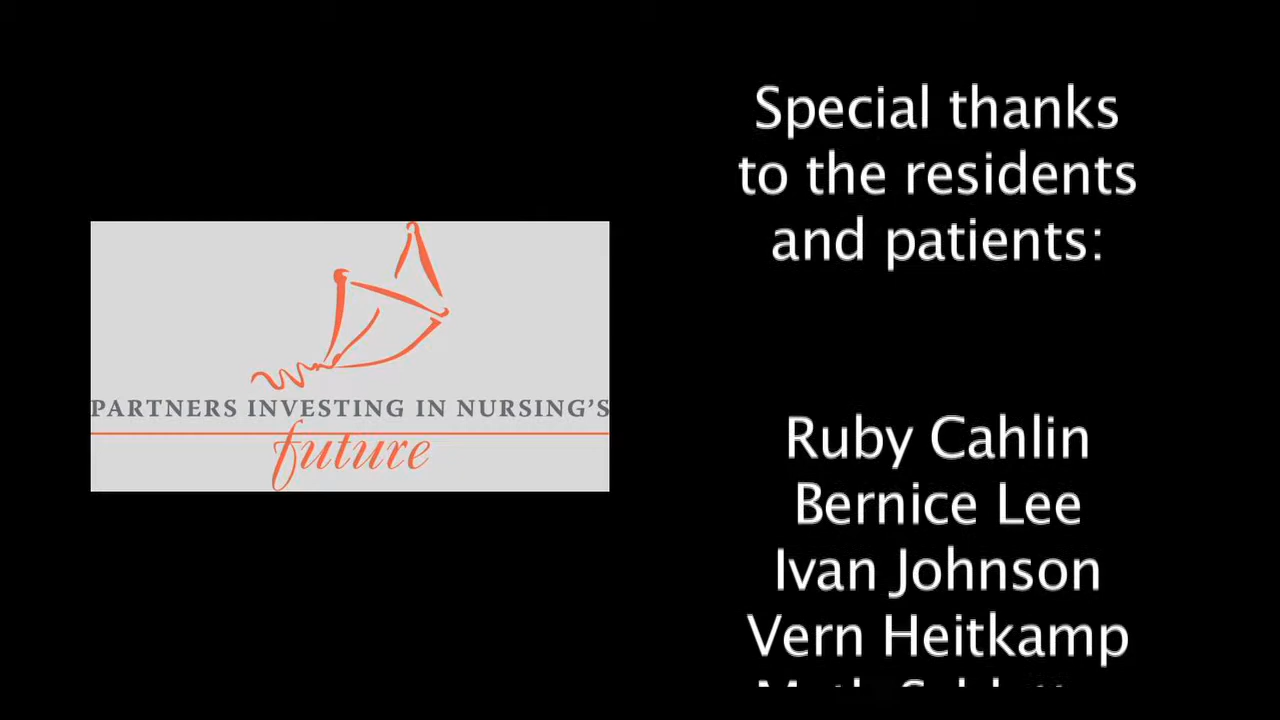 PARTNERS INVESTING IN NURSING'S
future
Special thanks
to the residents
and patients:
Ruby Cahlin
Bernice Lee
Ivan Johnson
Vern Heitkamp